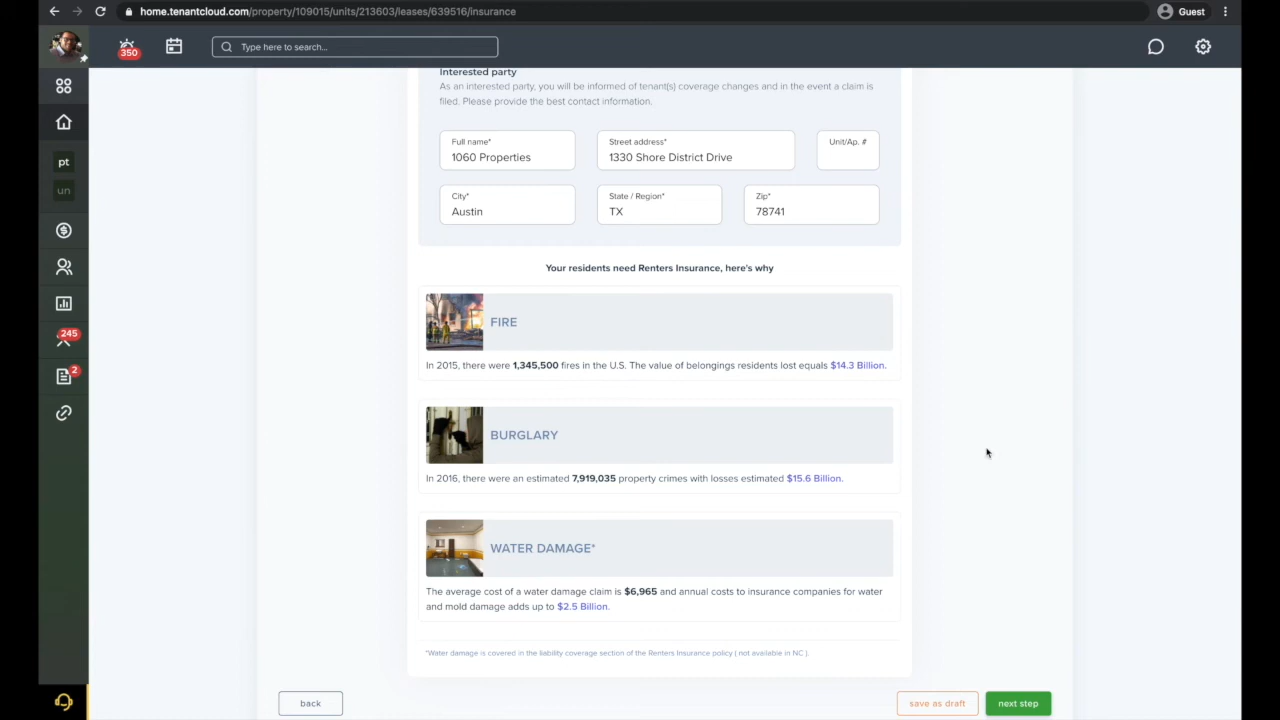 home.tenantcloud.com/property/109015/units/213603/leases/639516/insurance
Guest
350
Type here to search...
pt
un
245
2
Interested party
As an interested party, you will be informed of tenant(s) coverage changes and in the event a claim is
filed. Please provide the best contact information.
Full name*
1060 Properties
Street address*
1330 Shore District Drive
Unit/Ap. #
City*
Austin
State / Region*
TX
Zip*
78741
Your residents need Renters Insurance, here's why
FIRE
In 2015, there were 1,345,500 fires in the U.S. The value of belongings residents lost equals $14.3 Billion.
BURGLARY
In 2016, there were an estimated 7,919,035 property crimes with losses estimated $15.6 Billion.
WATER DAMAGE*
The average cost of a water damage claim is $6,965 and annual costs to insurance companies for water
and mold damage adds up to $2.5 Billion.
*Water damage is covered in the liability coverage section of the Renters Insurance policy ( not available in NC ).
back
save as draft
next step